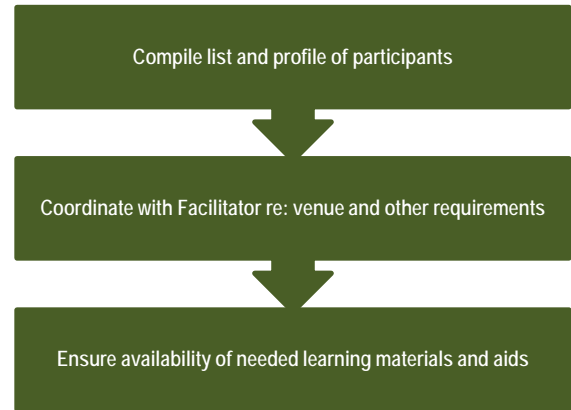 Compile list and profile of participants
Coordinate with Facilitator re: venue and other requirements
Ensure availability of needed learning materials and aids